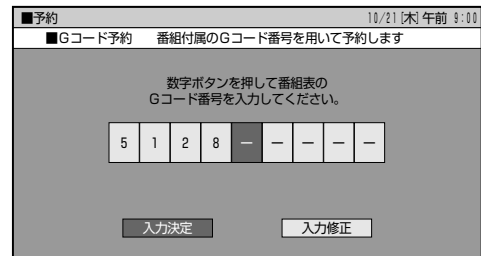 ■予約 10/21[木]午前 9:00
■Gコード予約 番組付属のGコード番号を用いて予約します
数字ボタンを押して番組表の
Gコード番号を入力してください。
5 1 2 8 − − − − −
入力決定 入力修正